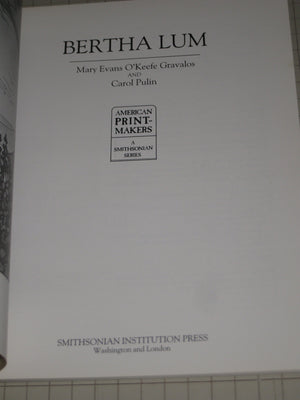 BERTHA LUM
Mary Evans O'Keefe Gravalos
AND
Carol Pulin
AMERICAN
PRINT-
MAKERS
A
SMITHSONIAN
SERIES
SMITHSONIAN INSTITUTION PRESS
Washington and London